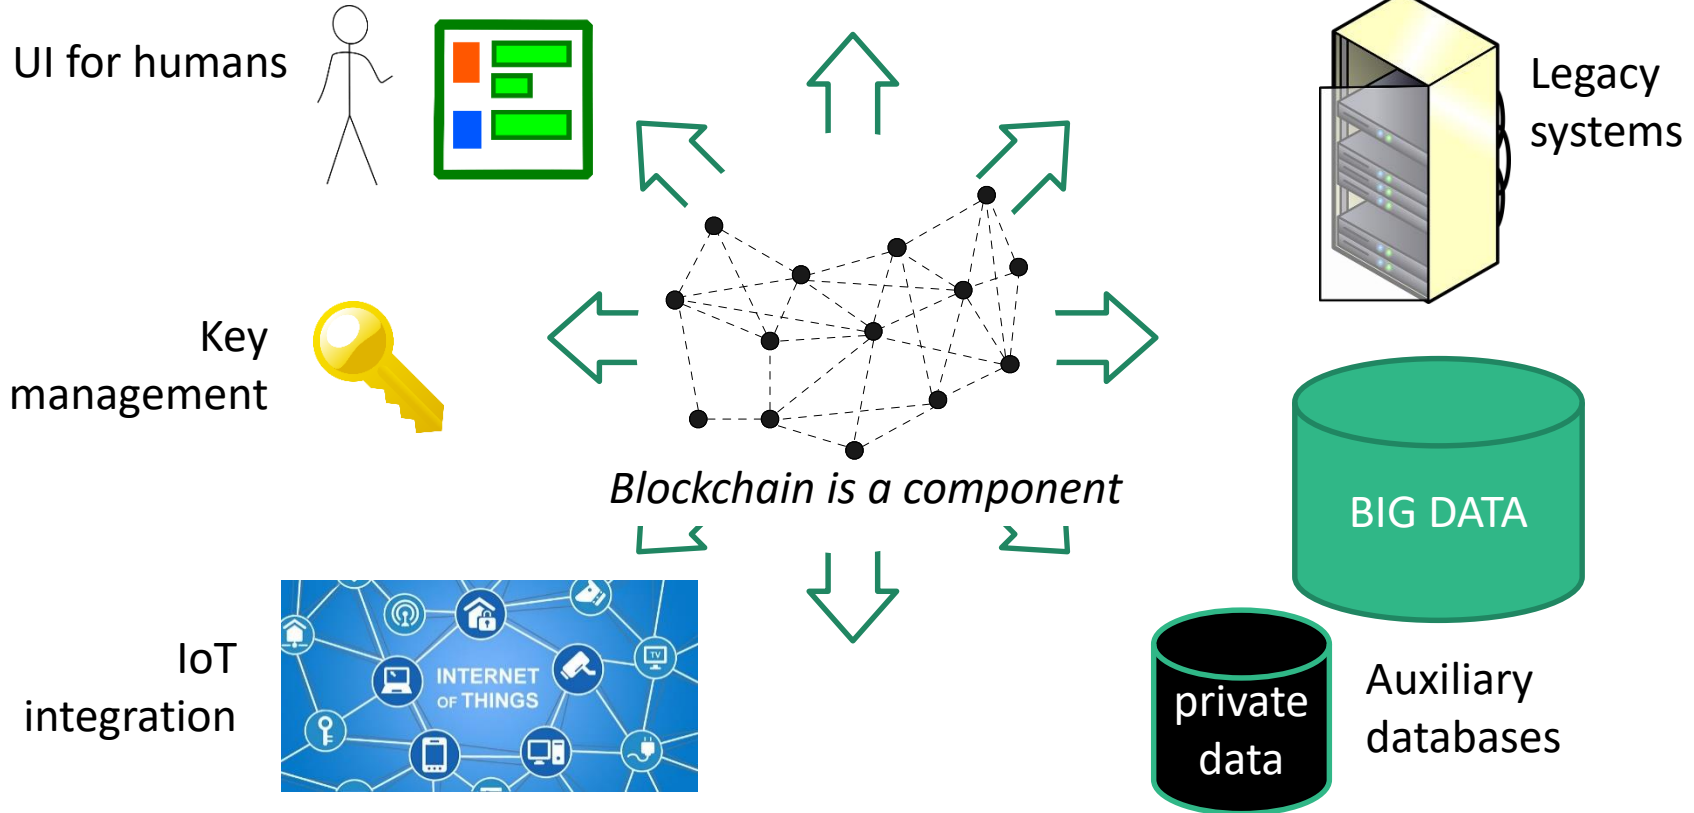 UI for humans
Legacy
systems
Key
management
Blockchain is a component
BIG DATA
IoT
integration
INTERNET
OF THINGS
TV
private
data
Auxiliary
databases